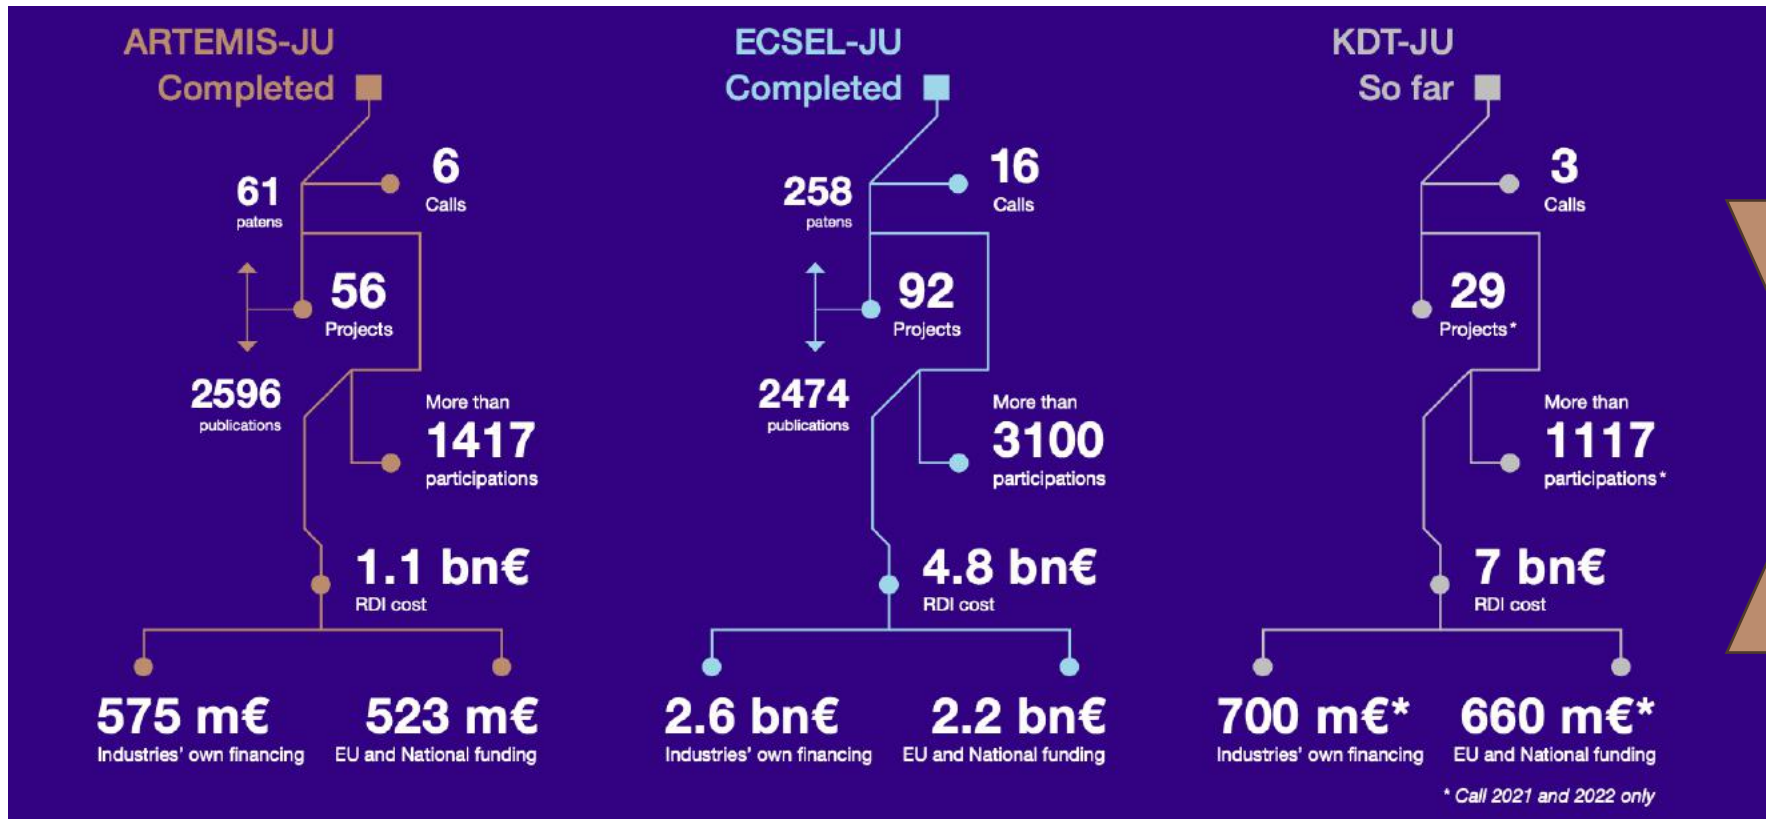 ARTEMIS-JU
Completed
6
Calls
61
patens
56
Projects
2596
publications
More than
1417
participations
1.1 bn€
RDI cost
575 m€
Industries' own financing
523 m€
EU and National funding
ECSEL-JU
Completed
16
Calls
258
patens
92
Projects
2474
publications
More than
3100
participations
4.8 bn€
RDI cost
2.6 bn€
Industries' own financing
2.2 bn€
EU and National funding
KDT-JU
So far
3
Calls
29
Projects*
More than
1117
participations*
7 bn€
RDI cost
700 m€*
Industries' own financing
660 m€*
EU and National funding
* Call 2021 and 2022 only